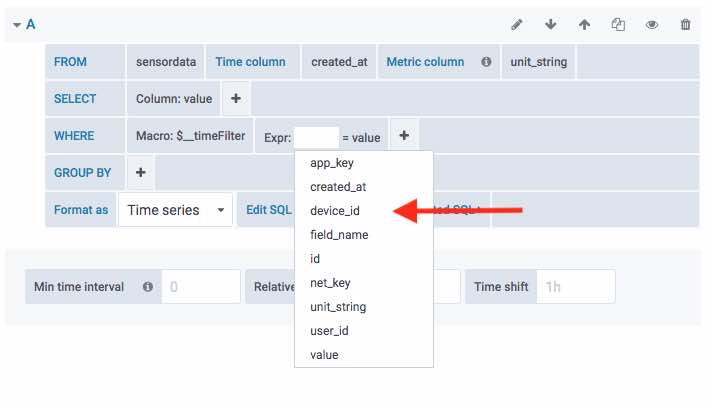 A
FROM sensordata Time column created_at Metric column unit_string
SELECT Column: value +
WHERE Macro: $__timeFilter Expr: = value +
GROUP BY +
Format as Time series Edit SQL ted SQL
app_key
created_at
device_id
field_name
id
net_key
unit_string
user_id
value
Min time interval 0 Relative Time shift 1h